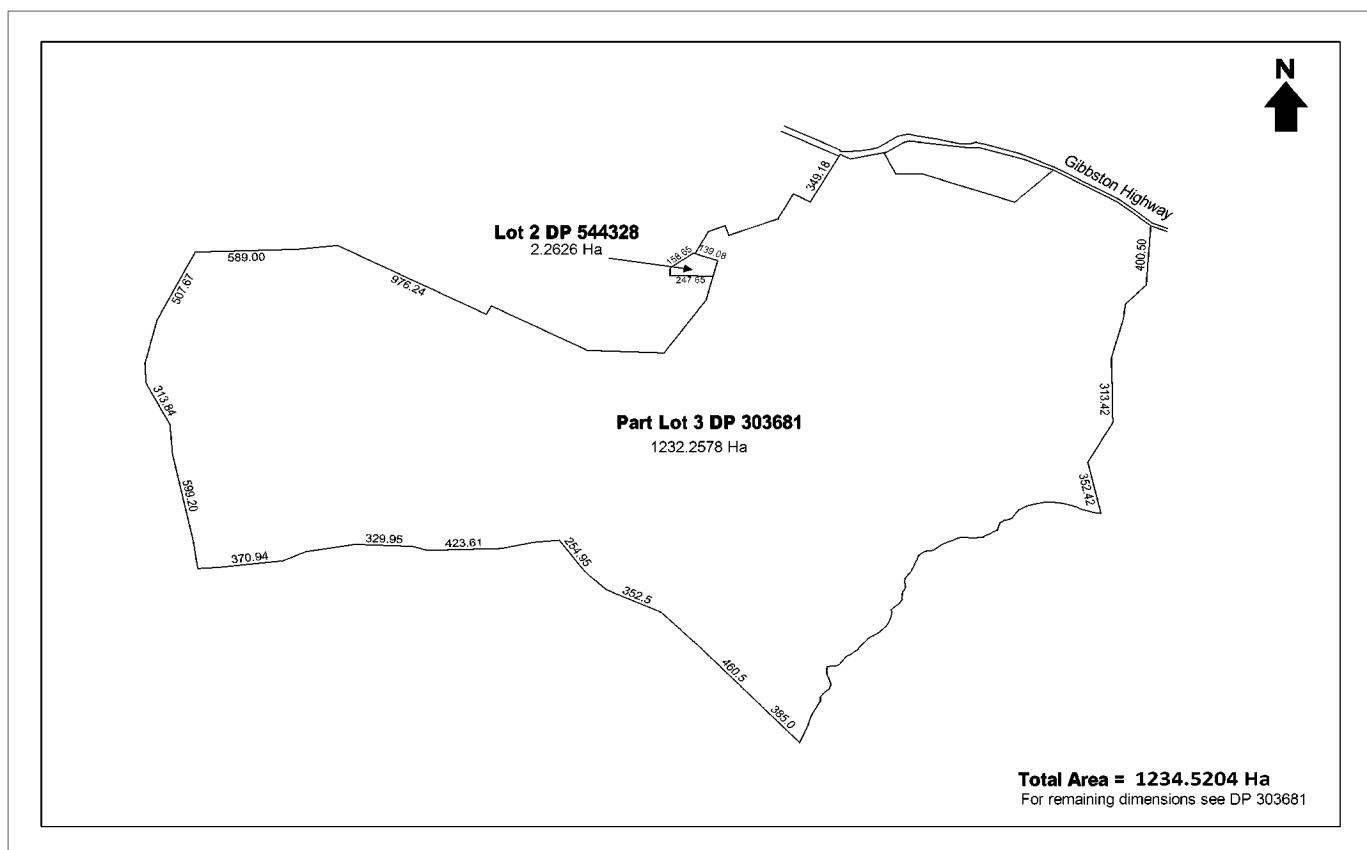 N
Gibbston Highway
349.18
Lot 2 DP 544328
2.2626 Ha
158.65
139.08
247.65
400.50
589.00
976.24
507.67
313.84
313.42
Part Lot 3 DP 303681
1232.2578 Ha
352.42
599.20
370.94
329.95
423.61
254.95
352.5
460.5
385.0
Total Area = 1234.5204 Ha
For remaining dimensions see DP 303681